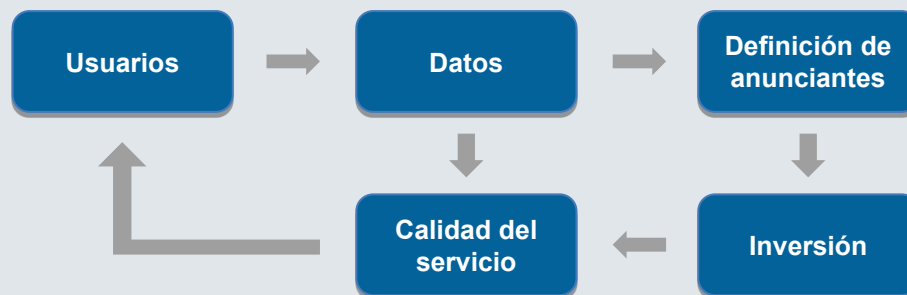 Usuarios
Datos
Definición de
anunciantes
Calidad del
servicio
Inversión